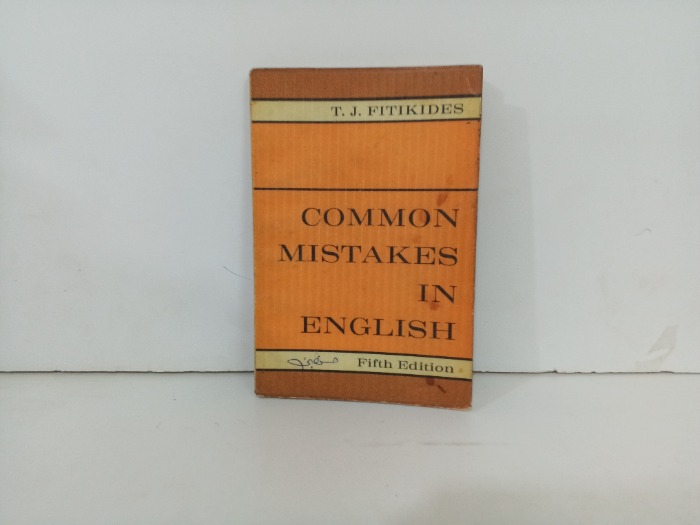 T. J. FITIKIDES
COMMON
MISTAKES
IN
ENGLISH
Fifth Edition